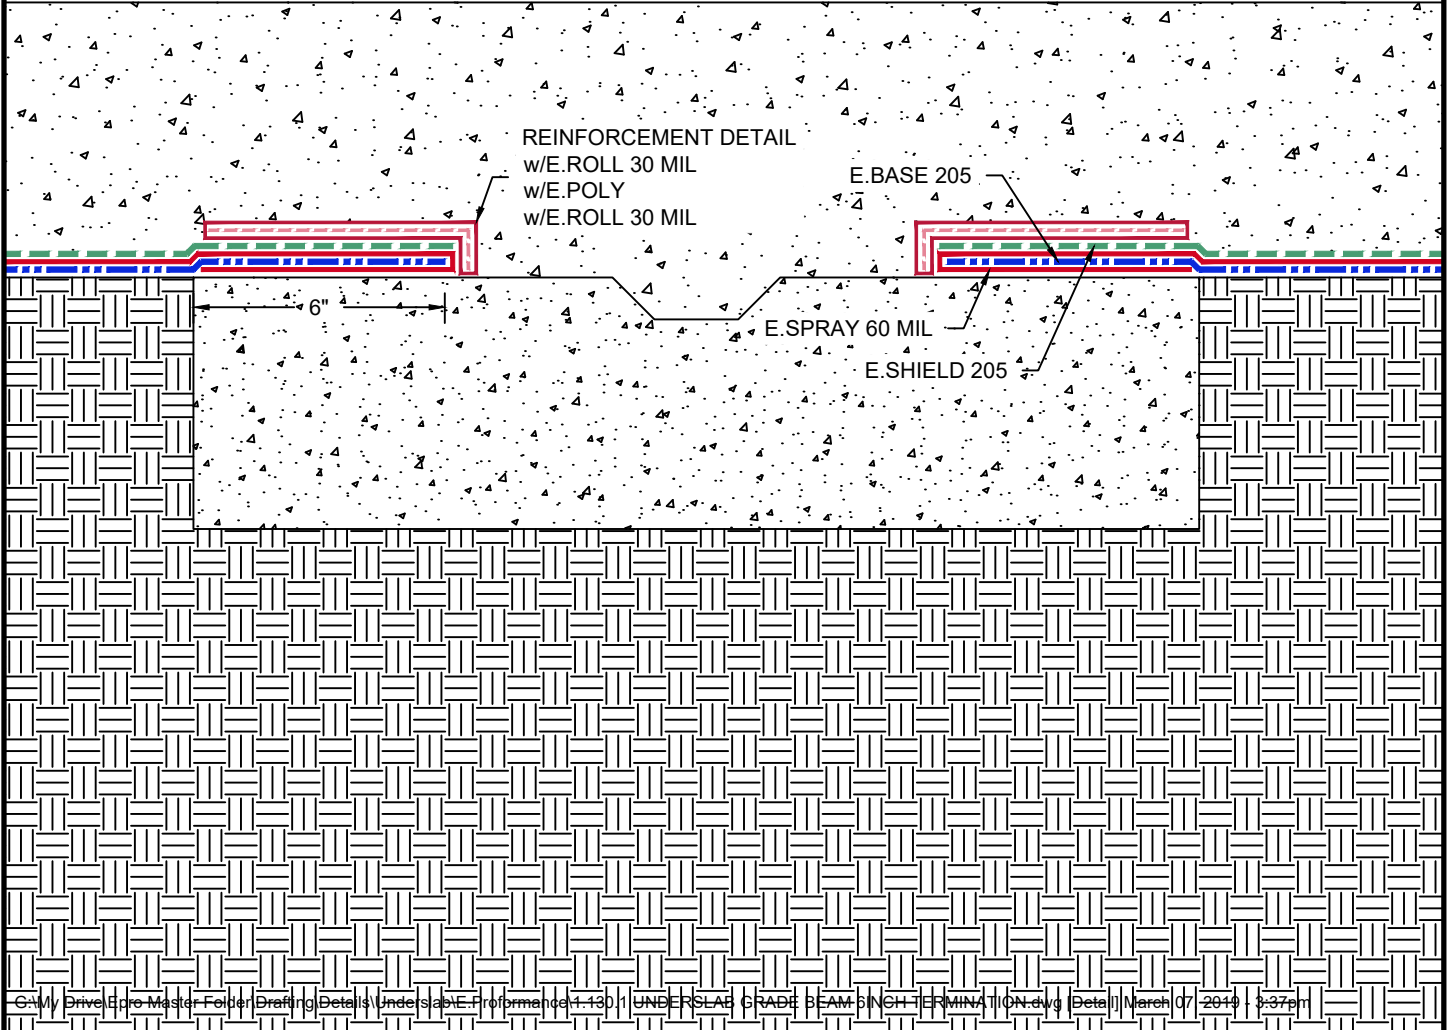 REINFORCEMENT DETAIL
w/E.ROLL 30 MIL
w/E.POLY
w/E.ROLL 30 MIL
E.BASE 205
6"
E.SPRAY 60 MIL
E.SHIELD 205
G:\My Drive\Epro Master Folder\Drafting\Details\Underslab\E.Proformance\1.130.1 UNDERSLAB GRADE BEAM 6INCH TERMINATION.dwg [Detail] March 07, 2019 - 3:37pm